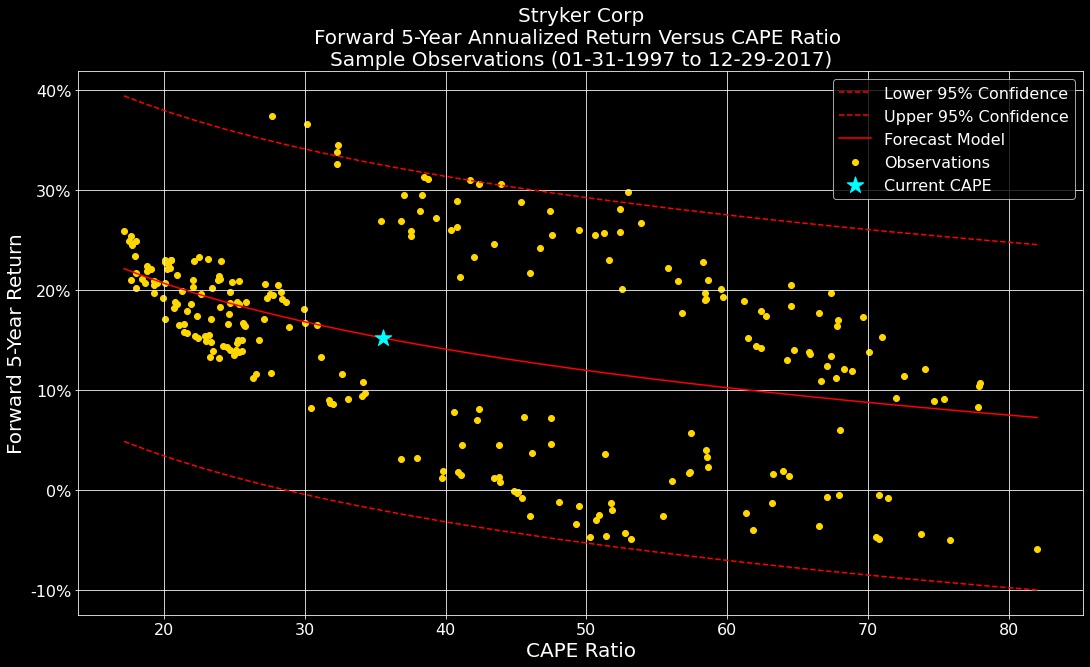 Stryker Corp
Forward 5-Year Annualized Return Versus CAPE Ratio
Sample Observations (01-31-1997 to 12-29-2017)
Lower 95% Confidence
Upper 95% Confidence
Forecast Model
Observations
Current CAPE
Forward 5-Year Return
40%
30%
20%
10%
0%
-10%
20 30 40 50 60 70 80
CAPE Ratio